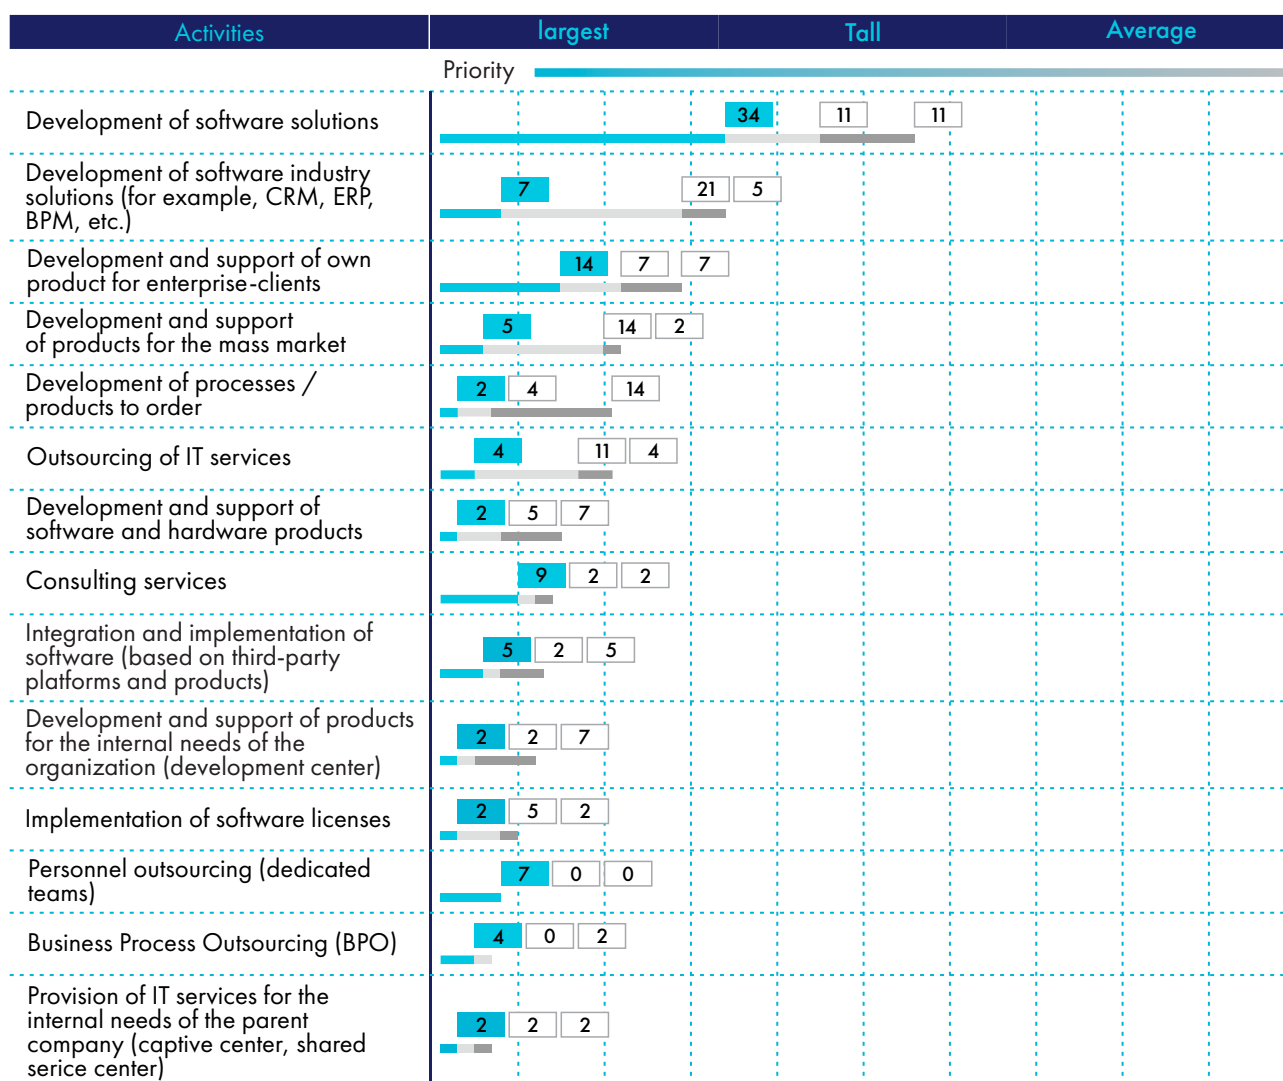 Activities largest Tall Average
Priority
Development of software solutions
34 11 11
Development of software industry
solutions (for example, CRM, ERP,
BPM, etc.)
7 21 5
Development and support of own
product for enterprise-clients
14 7 7
Development and support
of products for the mass market
5 14 2
Development of processes /
products to order
2 4 14
Outsourcing of IT services
4 11 4
Development and support of
software and hardware products
2 5 7
Consulting services
9 2 2
Integration and implementation of
software (based on third-party
platforms and products)
5 2 5
Development and support of products
for the internal needs of the
organization (development center)
2 2 7
Implementation of software licenses
2 5 2
Personnel outsourcing (dedicated
teams)
7 0 0
Business Process Outsourcing (BPO)
4 0 2
Provision of IT services for the
internal needs of the parent
company (captive center, shared
serice center)
2 2 2